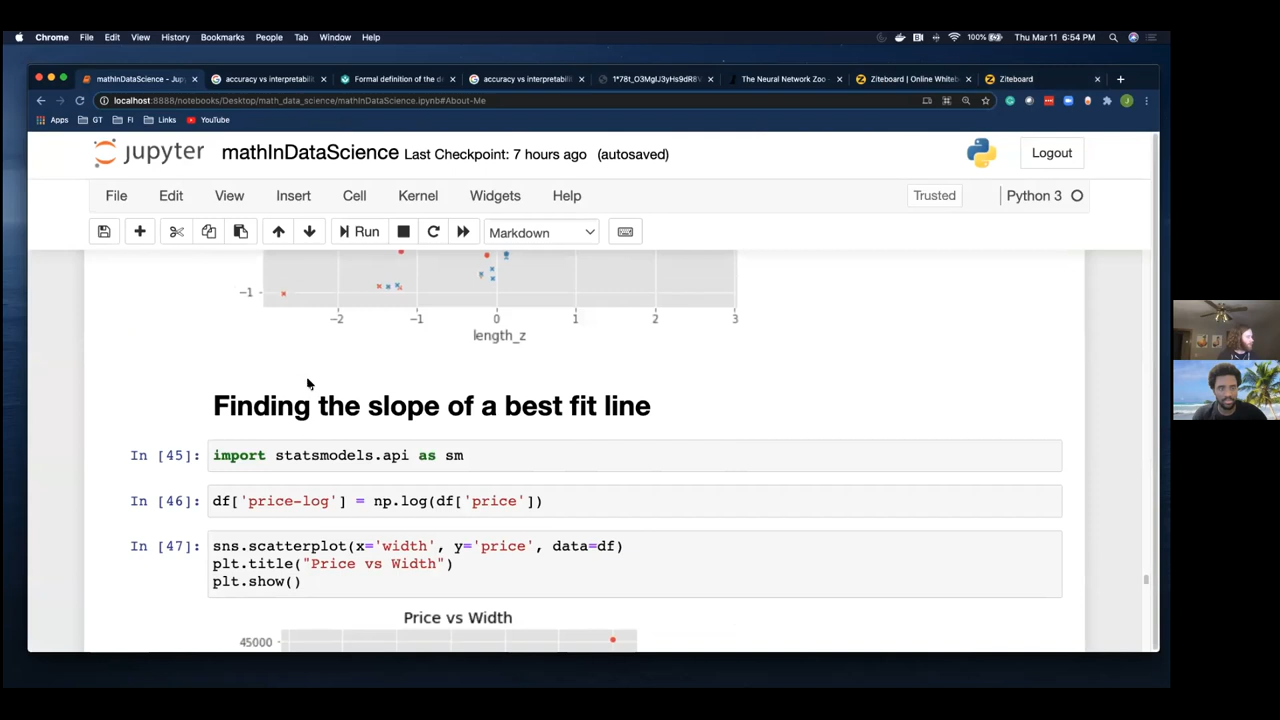 Chrome File Edit View History Bookmarks People Tab Window Help 100% Thu Mar 11 6:54 PM
mathInDataScience - Jup accuracy vs interpretabili Formal definition of the d accuracy vs interpretabili 1*78t_O3MgIJ3yHs9dR8 The Neural Network Zoo - Ziteboard | Online Whiteb Ziteboard
localhost:8888/notebooks/Desktop/math_data_science/mathInDataScience.ipynb#About-Me
Apps GT FI Links YouTube
jupyter mathInDataScience Last Checkpoint: 7 hours ago (autosaved) Logout
File Edit View Insert Cell Kernel Widgets Help Trusted Python 3
Run Markdown
−1
−2 −1 0 1 2 3
length_z
Finding the slope of a best fit line
In [45]: import statsmodels.api as sm
In [46]: df['price-log'] = np.log(df['price'])
In [47]: sns.scatterplot(x='width', y='price', data=df)
plt.title("Price vs Width")
plt.show()
Price vs Width
45000